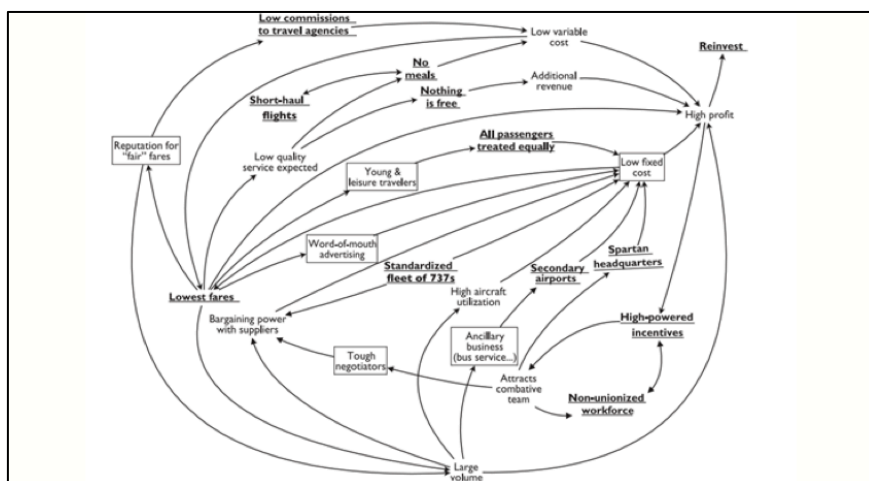 Low commissions
to travel agencies
Low variable
cost
Reinvest
No
meals
Additional
revenue
Short-haul
flights
Nothing
is free
High profit
Reputation for
"fair" fares
Low quality
service expected
All passengers
treated equally
Young &
leisure travelers
Low fixed
cost
Word-of-mouth
advertising
Standardized
fleet of 737s
Spartan
headquarters
Secondary
airports
Lowest fares
High aircraft
utilization
Bargaining power
with suppliers
High-powered
incentives
Ancillary
business
(bus service...)
Tough
negotiators
Attracts
combative
team
Non-unionized
workforce
Large
volume